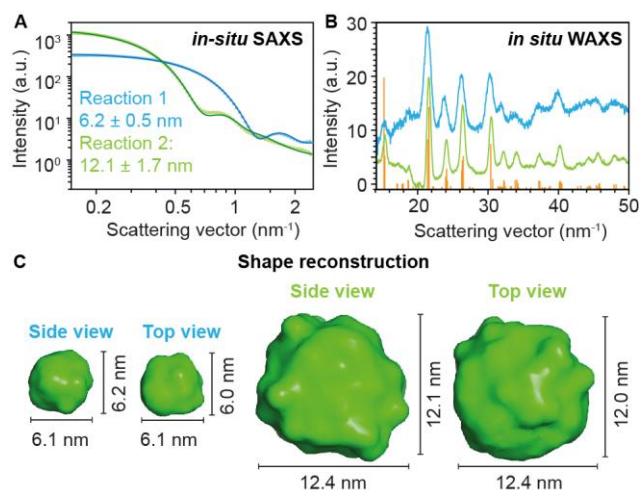 A
in-situ SAXS
Intensity (a.u.)
10³
10²
10¹
10⁰
Reaction 1
6.2 ± 0.5 nm
Reaction 2:
12.1 ± 1.7 nm
0.2 0.5 1 2
Scattering vector (nm⁻¹)
B
in situ WAXS
Intensity (a.u.)
30
20
10
0
20 30 40 50
Scattering vector (nm⁻¹)
C
Shape reconstruction
Side view Top view
6.2 nm
6.0 nm
6.1 nm 6.1 nm
Side view Top view
12.1 nm
12.0 nm
12.4 nm 12.4 nm